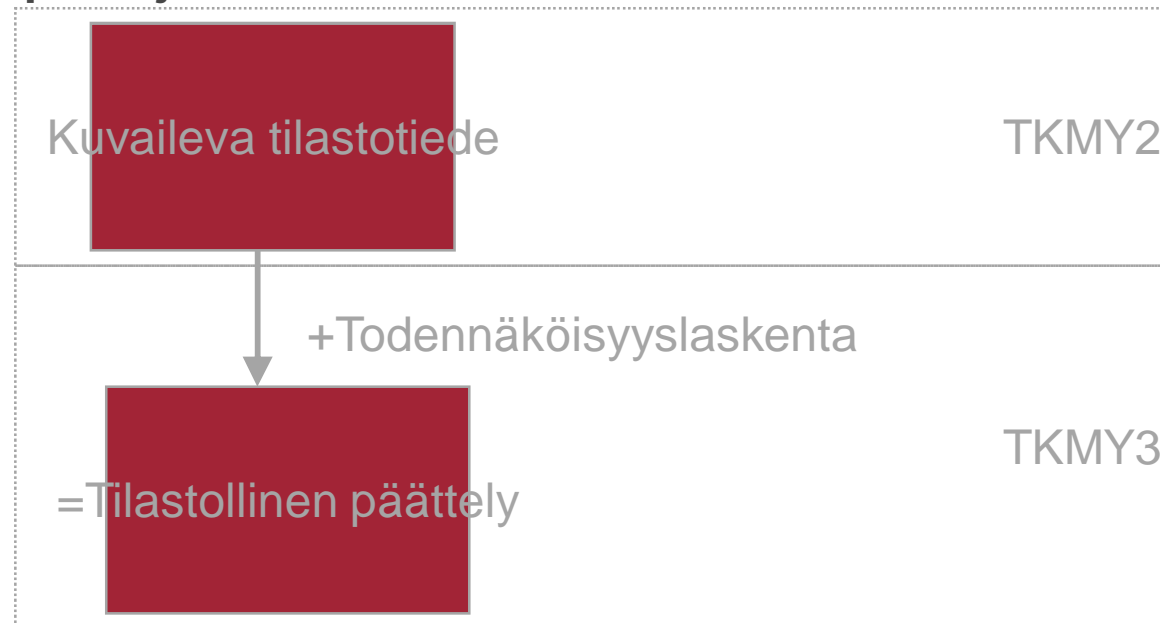 Kuvaileva tilastotiede
TKMY2
+Todennäköisyyslaskenta
TKMY3
=Tilastollinen päättely